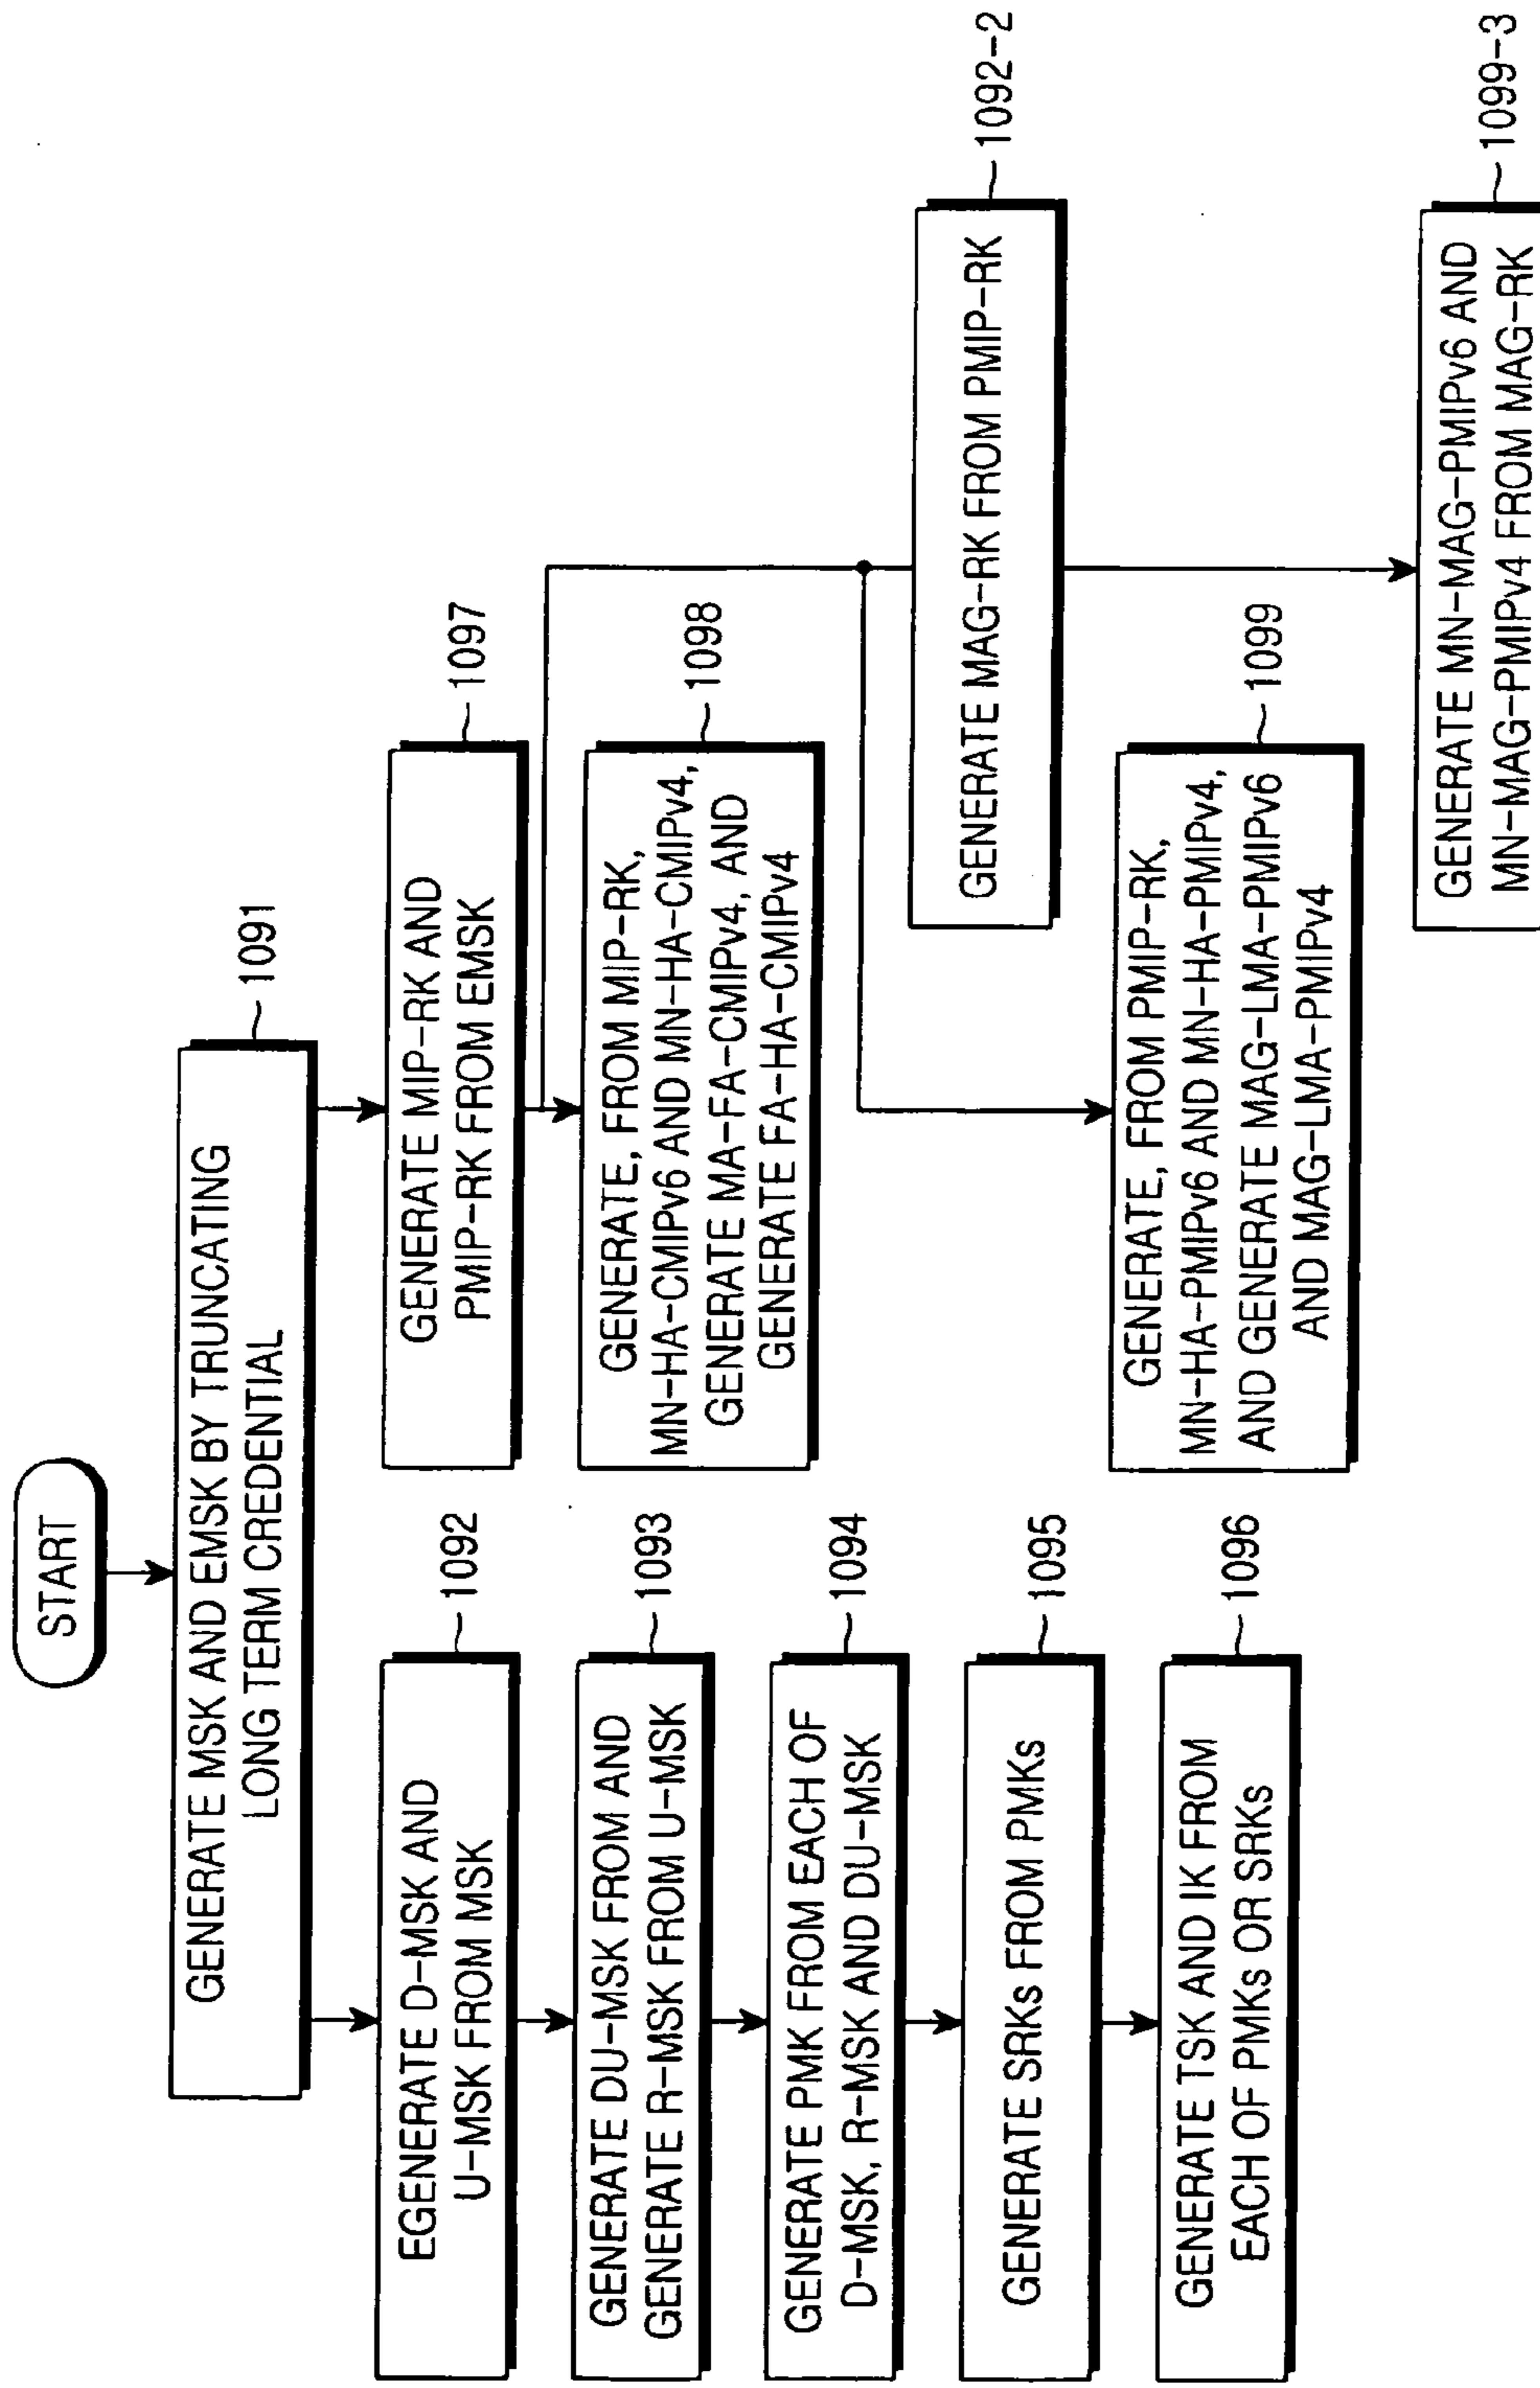 START
GENERATE MSK AND EMSK BY TRUNCATING
LONG TERM CREDENTIAL
1091
EGENERATE D-MSK AND
U-MSK FROM MSK
1092
GENERATE DU-MSK FROM AND
GENERATE R-MSK FROM U-MSK
1093
GENERATE PMK FROM EACH OF
D-MSK, R-MSK AND DU-MSK
1094
GENERATE SRKs FROM PMKs
1095
GENERATE TSK AND IK FROM
EACH OF PMKs OR SRKs
1096
GENERATE MIP-RK AND
PMIP-RK FROM EMSK
1097
GENERATE, FROM MIP-RK,
MN-HA-CMIPv6 AND MN-HA-CMIPv4,
GENERATE MA-FA-CMIPv4, AND
GENERATE FA-HA-CMIPv4
1098
GENERATE, FROM PMIP-RK,
MN-HA-PMIPv6 AND MN-HA-PMIPv4,
AND GENERATE MAG-LMA-PMIPv6
AND MAG-LMA-PMIPv4
1099
GENERATE MAG-RK FROM PMIP-RK
1092-2
GENERATE MN-MAG-PMIPv6 AND
MN-MAG-PMIPv4 FROM MAG-RK
1099-3